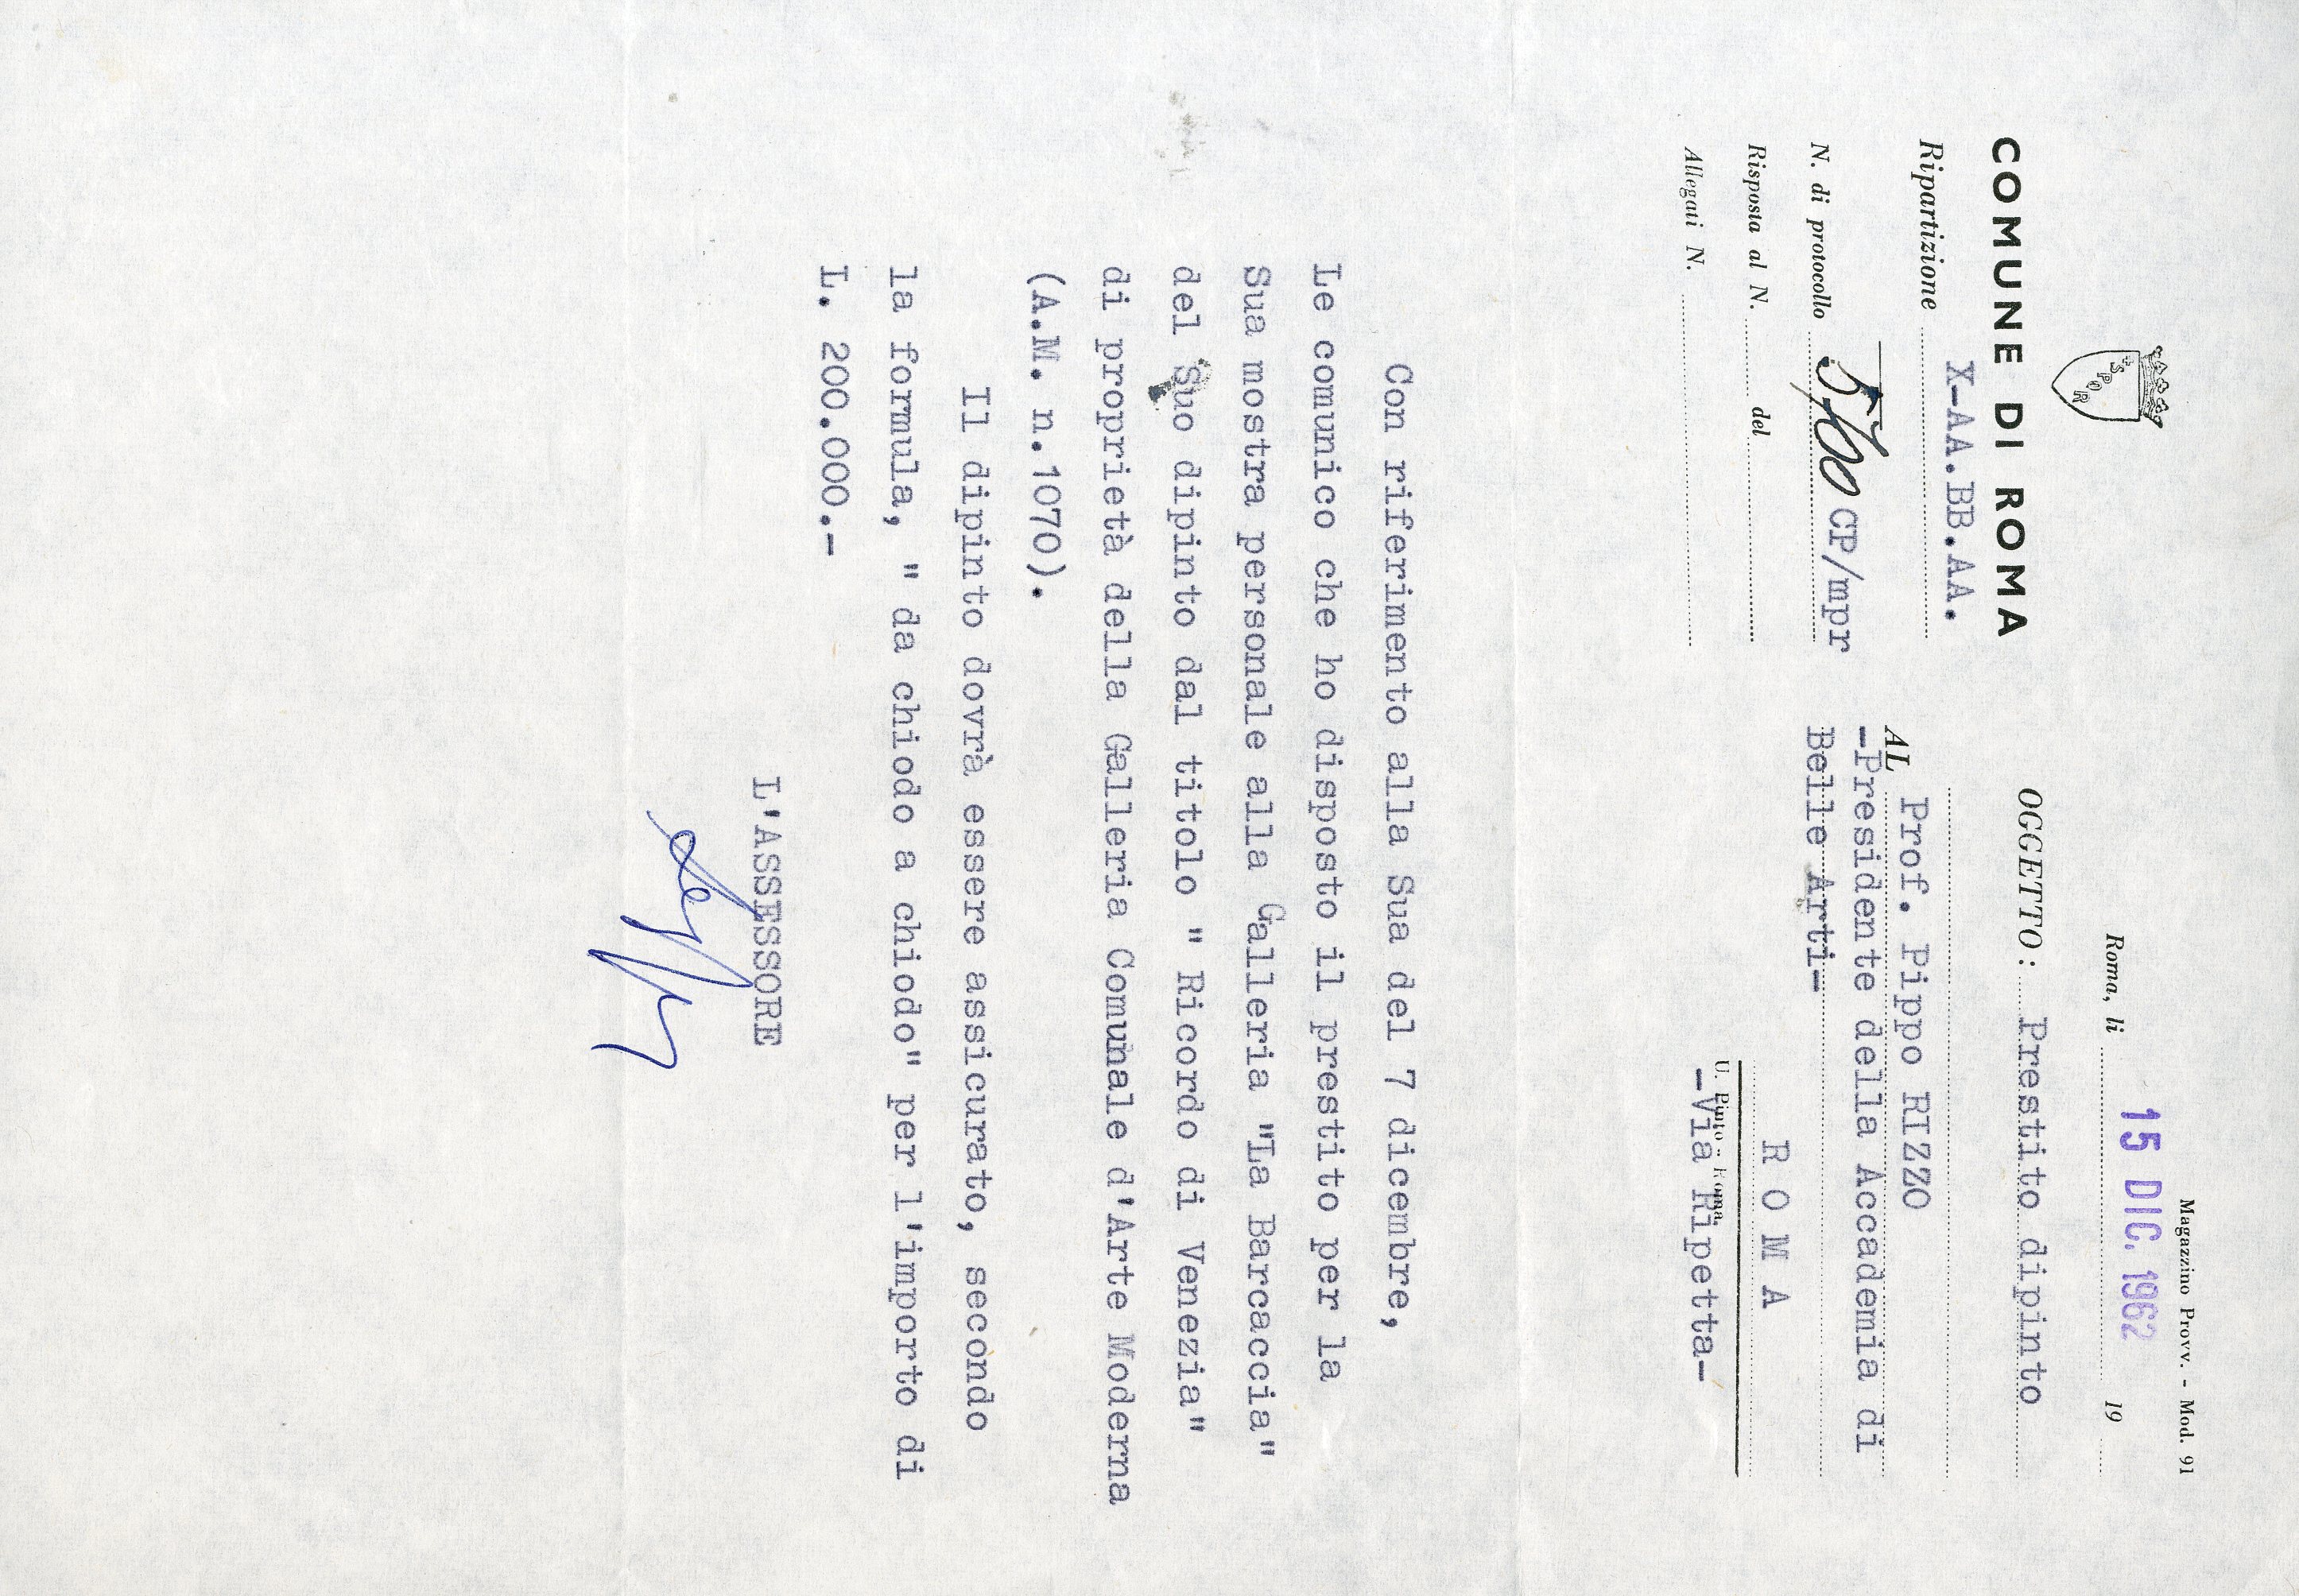 Magazzino Provv. - Mod. 91
SPQR
COMUNE DI ROMA
Roma, li 15 DIC. 1962 19
Ripartizione X-AA.BB.AA.
N. di protocollo CP/mpr
Risposta al N. del
Allegati N.
OGGETTO: Prestito dipinto
AL Prof. Pippo RIZZO
-Presidente della Accademia di
Belle Arti-
R O M A
U. Pinto - Roma
-Via Ripetta-
Con riferimento alla Sua del 7 dicembre,
Le comunico che ho disposto il prestito per la
Sua mostra personale alla Galleria "La Barcaccia"
del Suo dipinto dal titolo " Ricordo di Venezia"
di proprietà della Galleria Comunale d'Arte Moderna
(A.M. n.1070).
Il dipinto dovrà essere assicurato, secondo
la formula, " da chiodo a chiodo" per l'importo di
L. 200.000.-
L'ASSESSORE